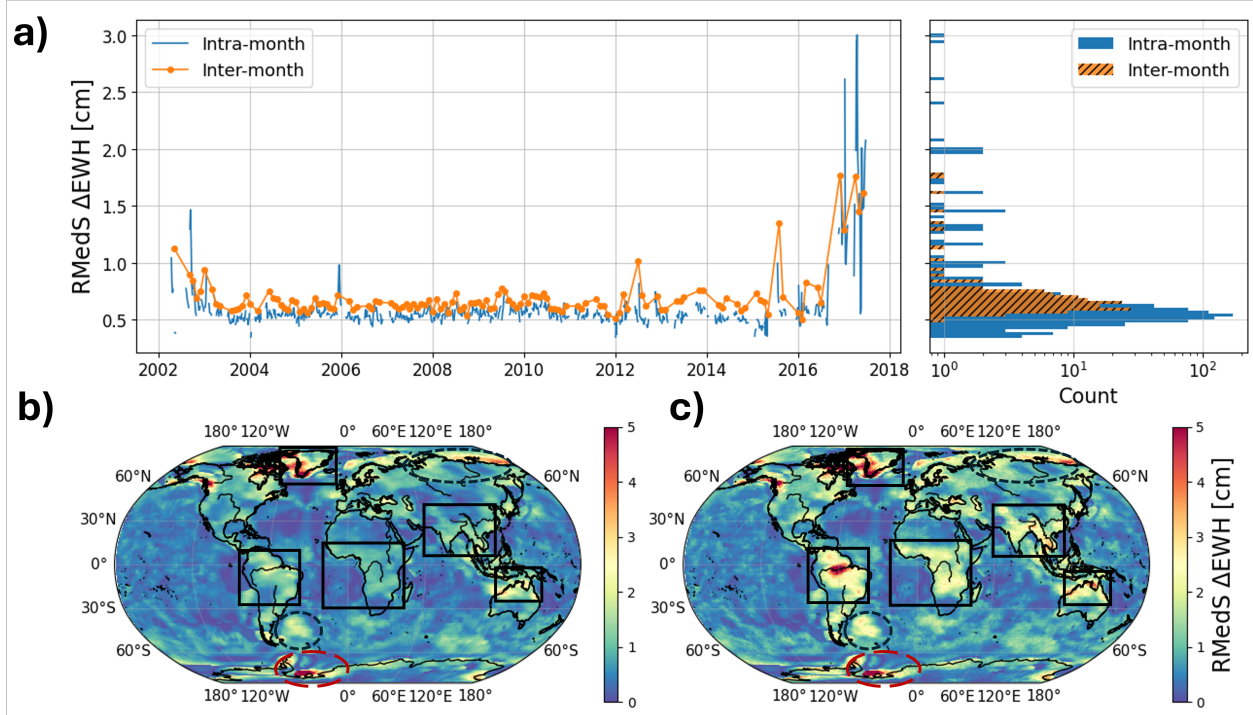 a)
RMedS ΔEWH [cm]
3.0
2.5
2.0
1.5
1.0
0.5
Intra-month
Inter-month
2002 2004 2006 2008 2010 2012 2014 2016 2018
Intra-month
Inter-month
10⁰ 10¹ 10²
Count
b)
180° 120°W 0° 60°E 120°E 180°
60°N 60°N
30°N
0°
30°S
60°S 60°S
180° 120°W 0° 60°E 120°E 180°
5
4
3
2
1
0
c)
180° 120°W 0° 60°E 120°E 180°
60°N 60°N
30°N
0°
30°S
60°S 60°S
180° 120°W 0° 60°E 120°E 180°
5
4
3
2
1
0
RMedS ΔEWH [cm]